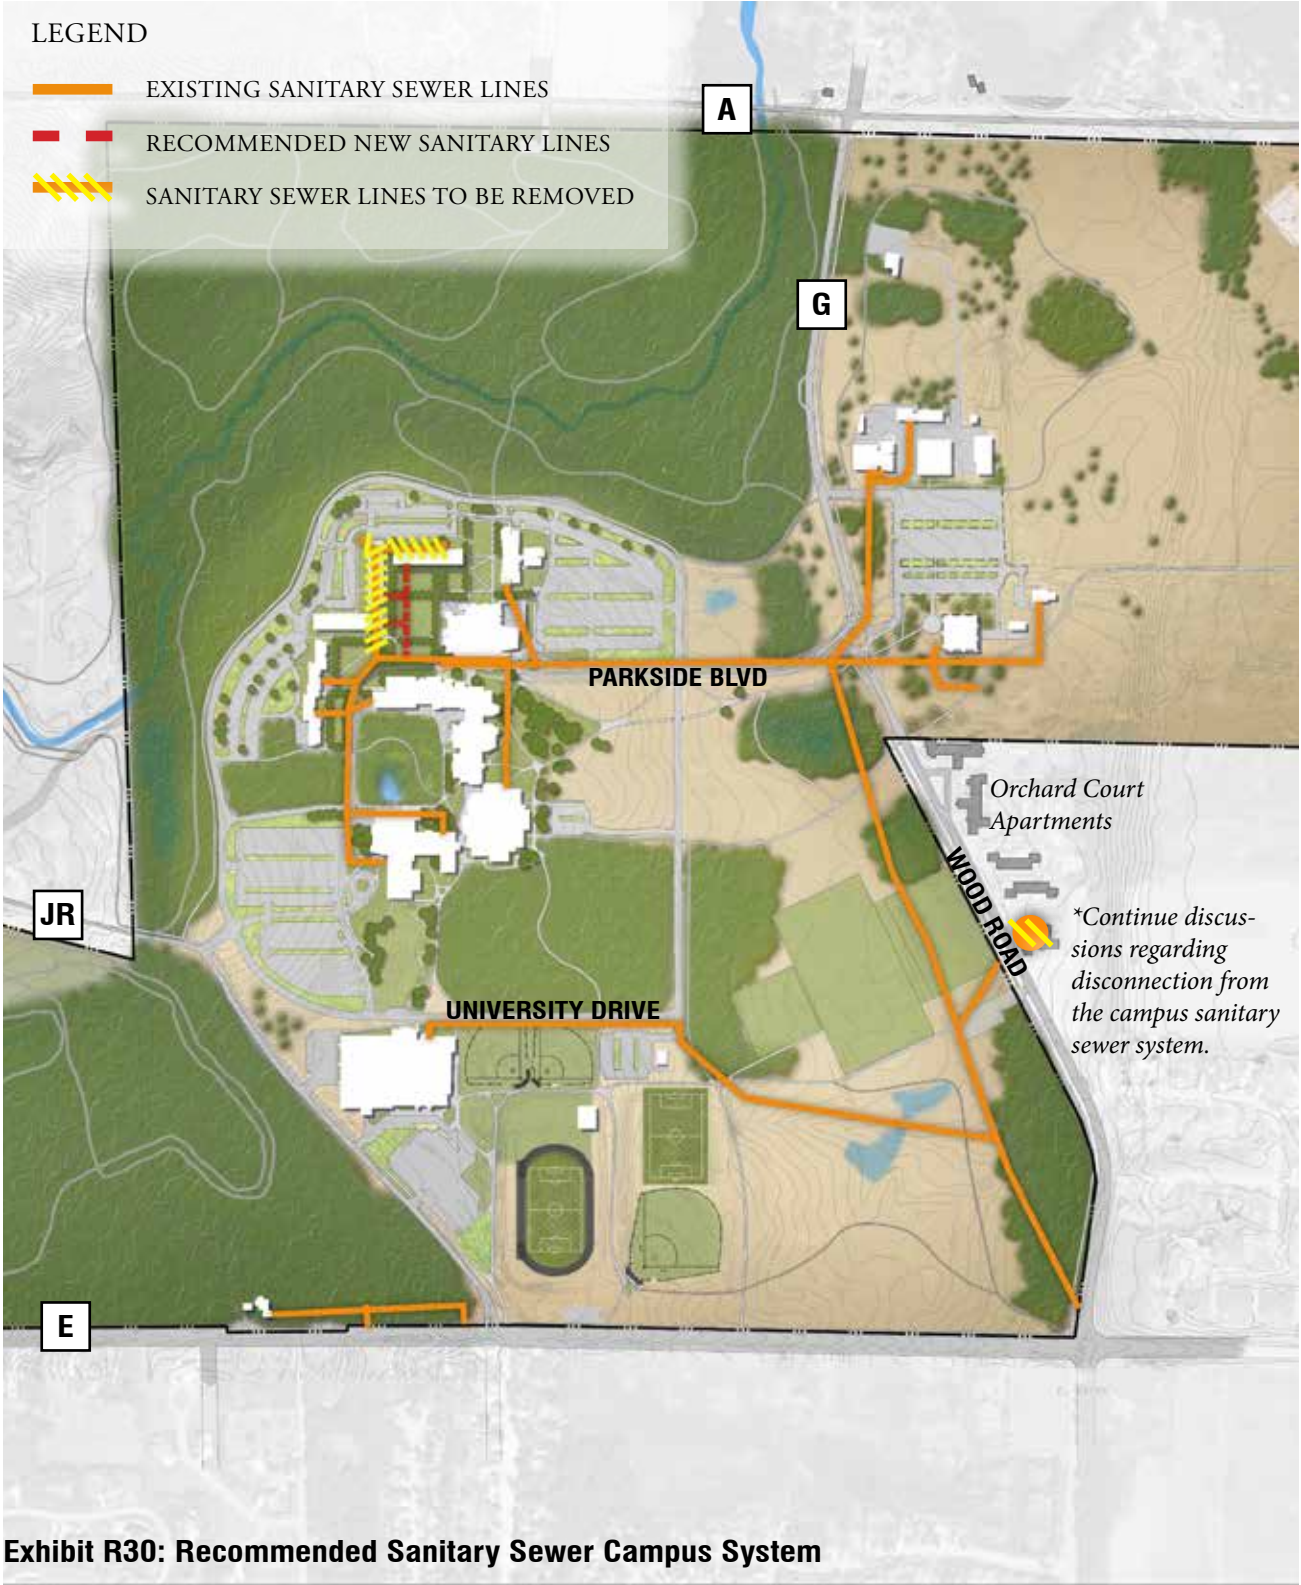 LEGEND
EXISTING SANITARY SEWER LINES
RECOMMENDED NEW SANITARY LINES
SANITARY SEWER LINES TO BE REMOVED
A
G
PARKSIDE BLVD
Orchard Court
Apartments
WOOD ROAD
JR
*Continue discus-
sions regarding
disconnection from
the campus sanitary
sewer system.
UNIVERSITY DRIVE
E
Exhibit R30: Recommended Sanitary Sewer Campus System